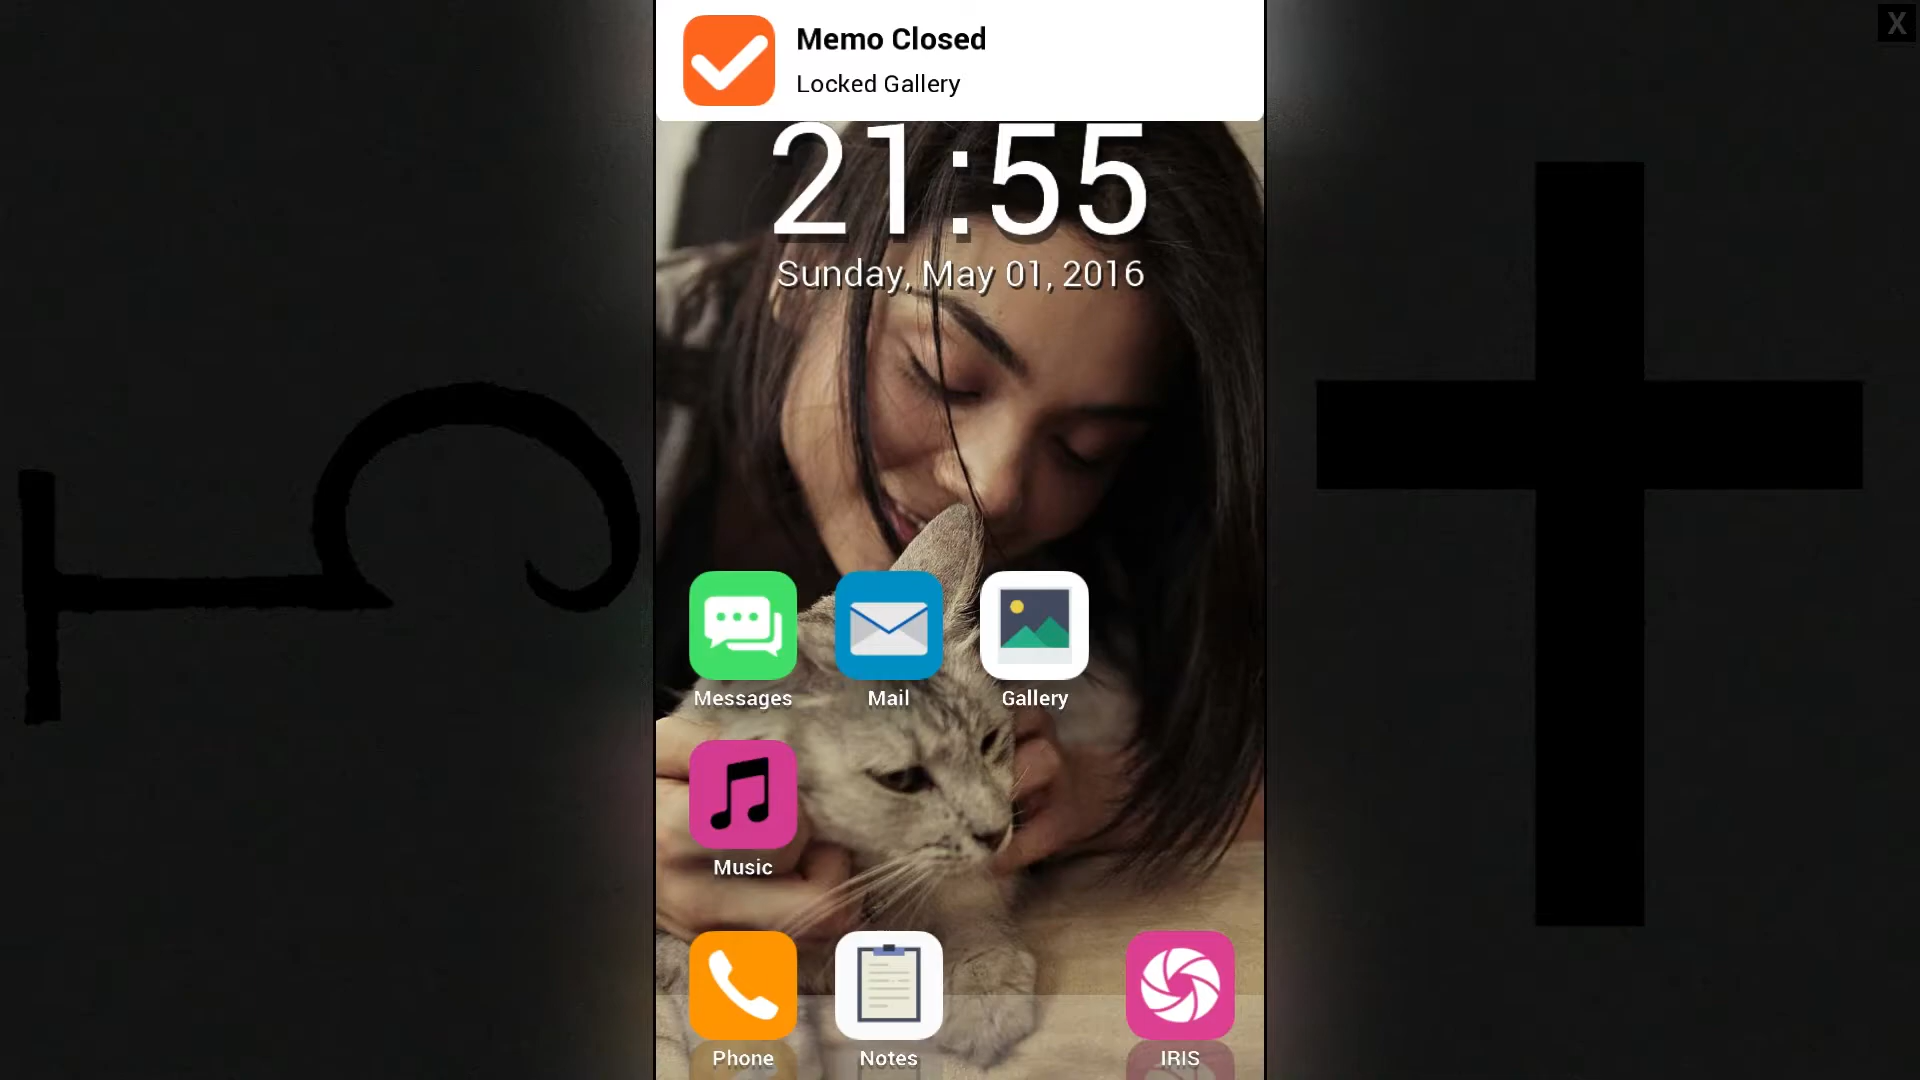 Memo Closed
Locked Gallery
X
21:55
Sunday, May 01, 2016
Messages
Mail
Gallery
Music
Phone
Notes
IRIS